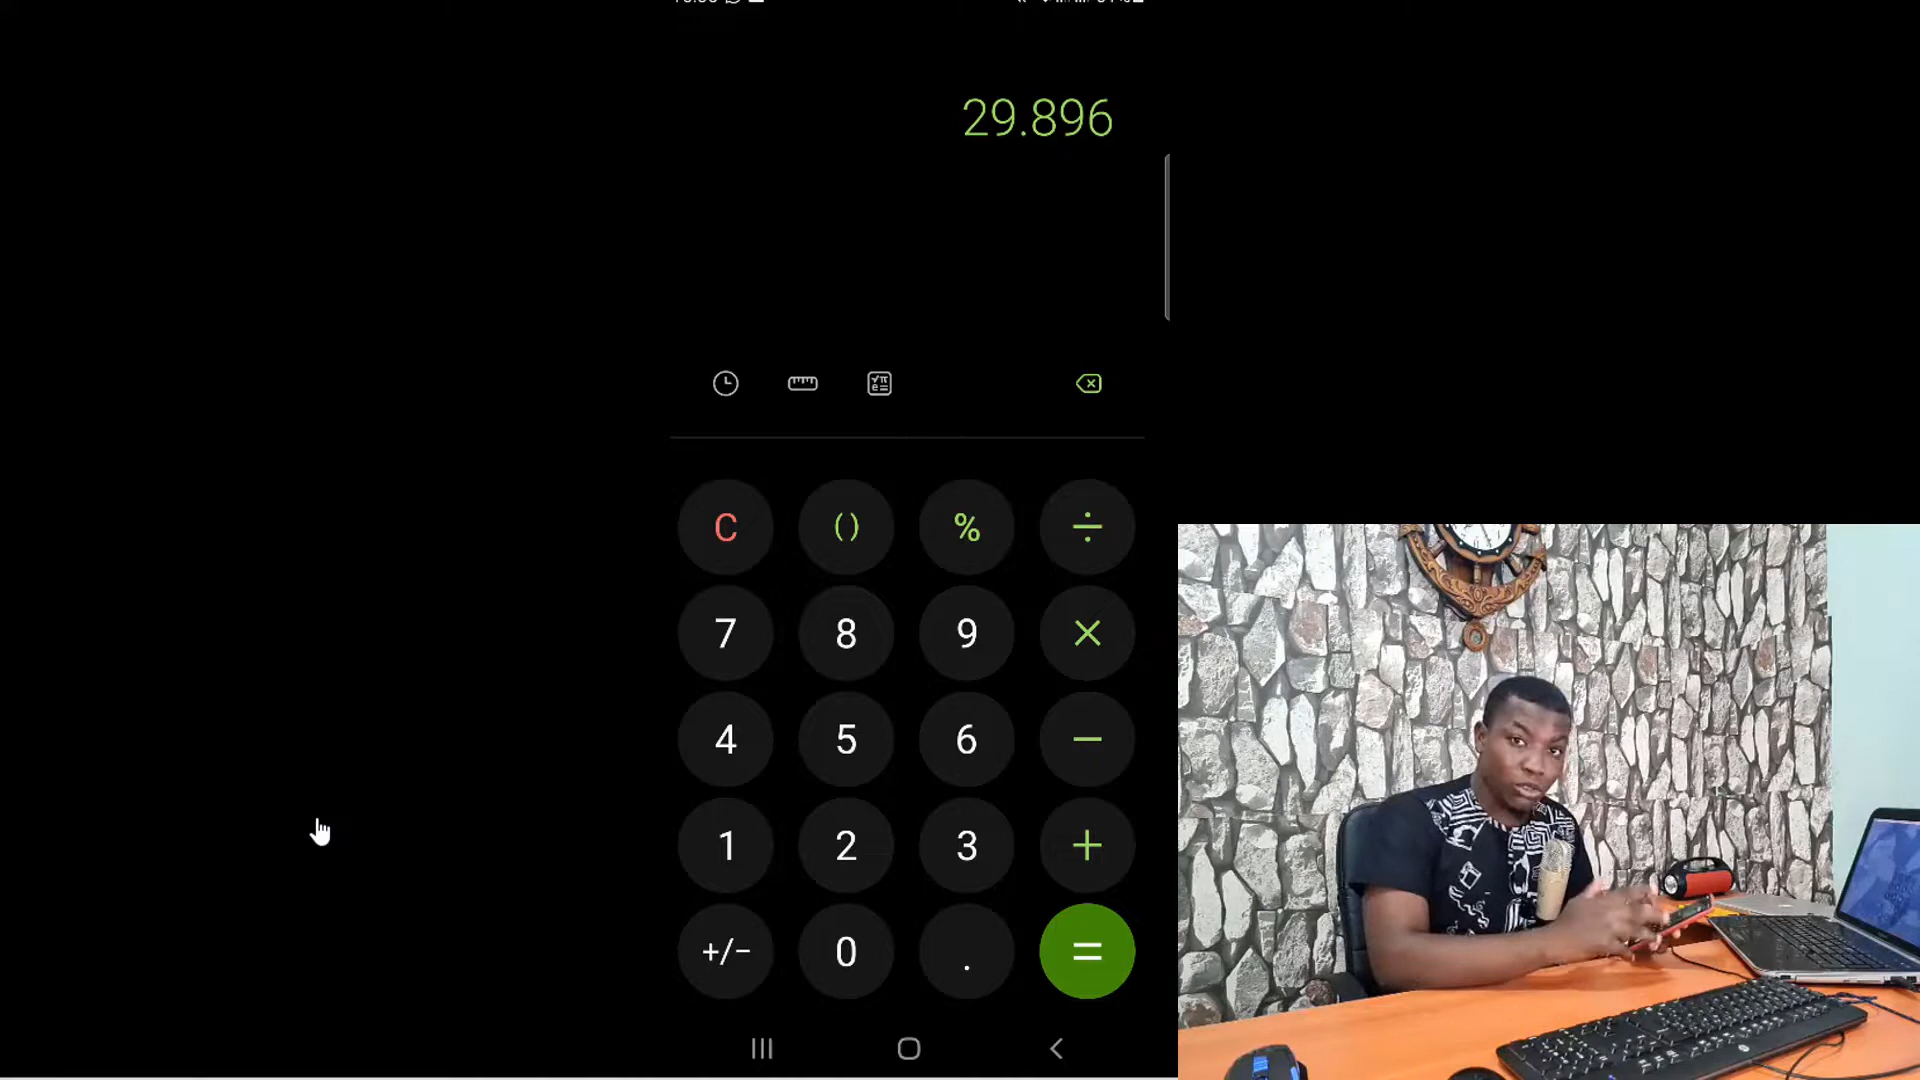 29.896
C () % ÷
7 8 9 ×
4 5 6 −
1 2 3 +
+/− 0 . =